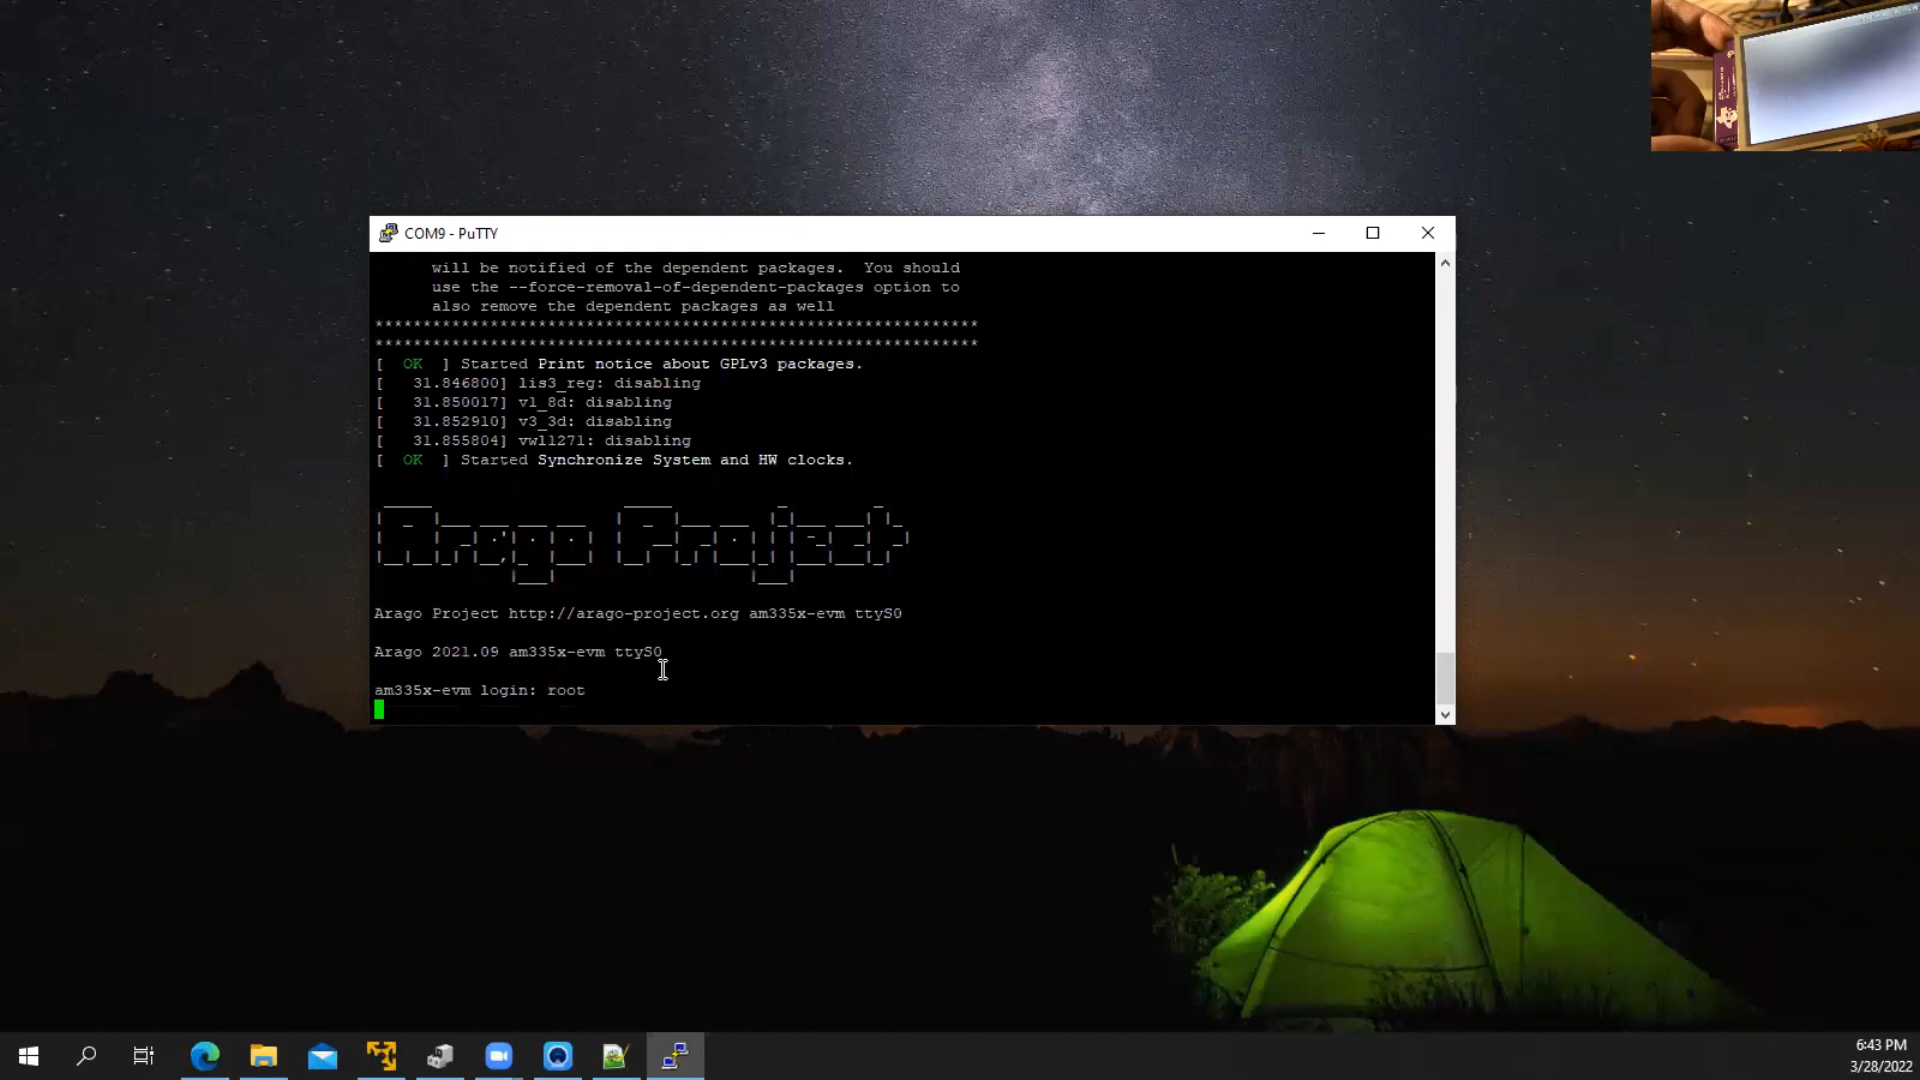 COM9 - PuTTY
will be notified of the dependent packages.  You should
use the --force-removal-of-dependent-packages option to
also remove the dependent packages as well
***************************************************************
***************************************************************
[  OK  ] Started Print notice about GPLv3 packages.
[   31.846800] lis3_reg: disabling
[   31.850017] v1_8d: disabling
[   31.852910] v3_3d: disabling
[   31.855804] vwl1271: disabling
[  OK  ] Started Synchronize System and HW clocks.
Arago Project
Arago Project http://arago-project.org am335x-evm ttyS0
Arago 2021.09 am335x-evm ttyS0
am335x-evm login: root
6:43 PM
3/28/2022